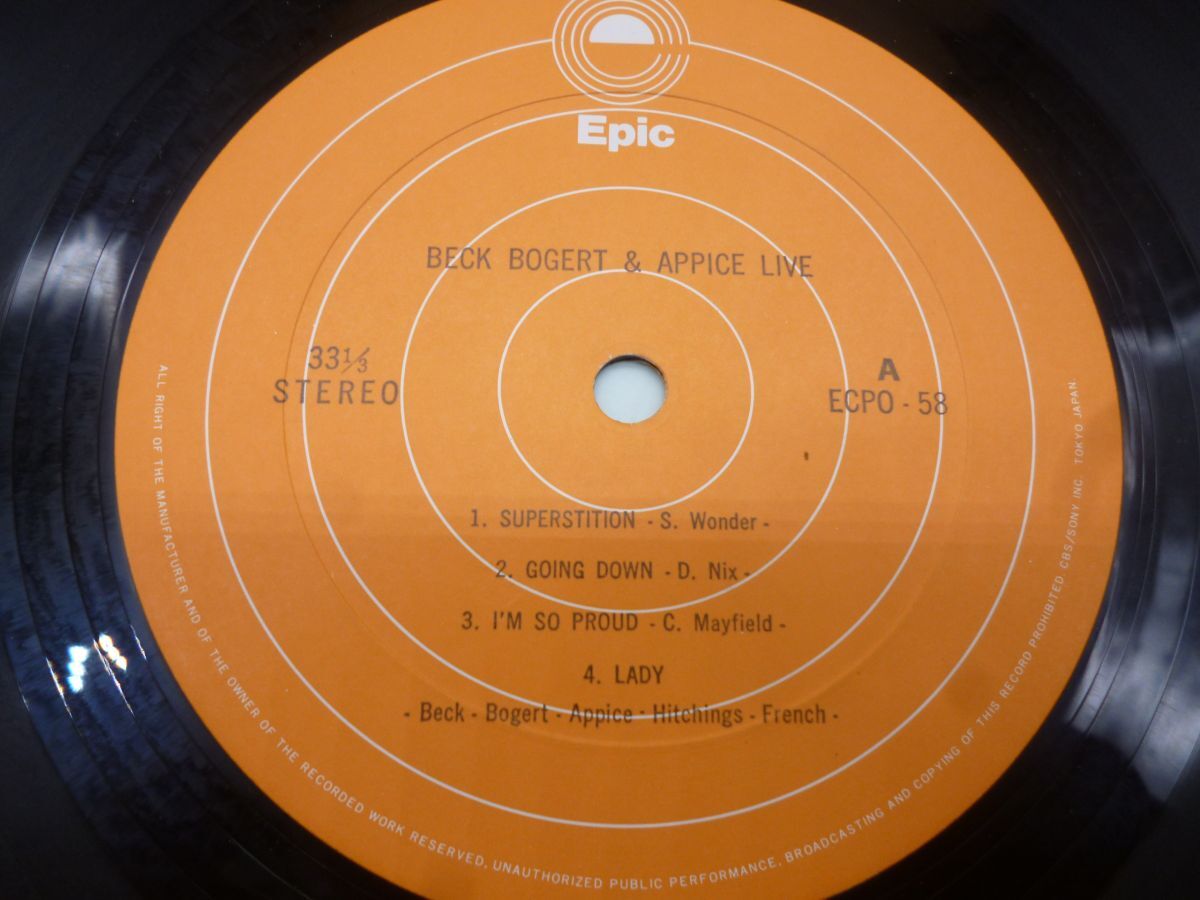 Epic
BECK BOGERT & APPICE LIVE
33⅓
STEREO
A
ECPO - 58
1. SUPERSTITION - S. Wonder -
2. GOING DOWN - D. Nix -
3. I'M SO PROUD - C. Mayfield -
4. LADY
- Beck - Bogert - Appice - Hitchings - French -
ALL RIGHT OF THE MANUFACTURER AND OF THE OWNER OF THE RECORDED WORK RESERVED, UNAUTHORIZED PUBLIC PERFORMANCE, BROADCASTING AND COPYING OF THIS RECORD PROHIBITED CBS/SONY INC. TOKYO JAPAN.